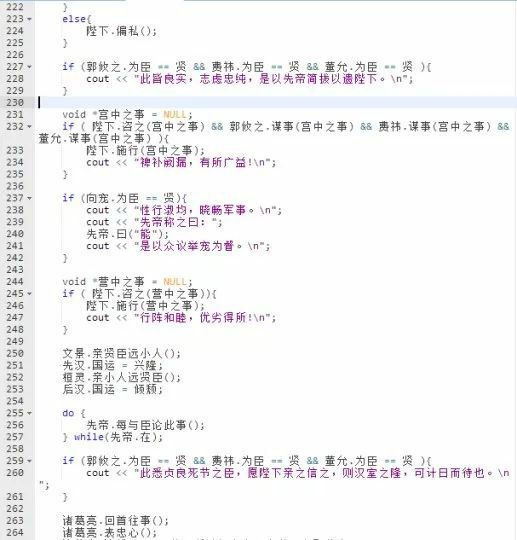 222 }
223 else{
224 陛下.偏私();
225 }
226
227 if (郭攸之.为臣 == 贤 && 费祎.为臣 == 贤 && 董允.为臣 == 贤 ){
228 cout << "此皆良实，志虑忠纯，是以先帝简拔以遗陛下。\n";
229 }
230
231 void *宫中之事 = NULL;
232 if ( 陛下.咨之(宫中之事) && 郭攸之.谋事(宫中之事) && 费祎.谋事(宫中之事) &&
董允.谋事(宫中之事) ){
233 陛下.施行(宫中之事);
234 cout << "裨补阙漏，有所广益!\n";
235 }
236
237 if (向宠.为臣 == 贤){
238 cout << "性行淑均，晓畅军事。\n";
239 cout << "先帝称之曰：";
240 先帝.曰("能");
241 cout << "是以众议举宠为督。\n";
242 }
243
244 void *营中之事 = NULL;
245 if ( 陛下.咨之(营中之事)){
246 陛下.施行(营中之事);
247 cout << "行阵和睦，优劣得所!\n";
248 }
249
250 文景.亲贤臣远小人();
251 先汉.国运 = 兴隆;
252 桓灵.亲小人远贤臣();
253 后汉.国运 = 倾颓;
254
255 do {
256 先帝.每与臣论此事();
257 } while(先帝.在);
258
259 if (郭攸之.为臣 == 贤 && 费祎.为臣 == 贤 && 董允.为臣 == 贤 ){
260 cout << "此悉贞良死节之臣，愿陛下亲之信之，则汉室之隆，可计日而待也。\n
";
261 }
262
263 诸葛亮.回首往事();
264 诸葛亮.表忠心();